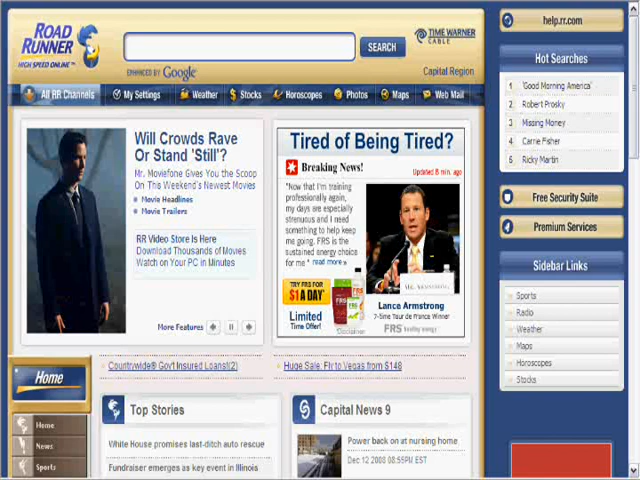 ROAD
RUNNER
HIGH SPEED ONLINE™
SEARCH
ENHANCED BY Google
TIME WARNER
CABLE
Capital Region
All RR Channels
My Settings
Weather
Stocks
Horoscopes
Photos
Maps
Web Mail
Will Crowds Rave
Or Stand 'Still'?
Mr. Moviefone Gives You the Scoop
On This Weekend's Newest Movies
Movie Headlines
Movie Trailers
RR Video Store Is Here
Download Thousands of Movies
Watch on Your PC in Minutes
More Features
Tired of Being Tired?
Breaking News!
Updated 8 min. ago
"Now that I'm training
professionally again,
my days are especially
strenuous and I need
something to help keep
me going. FRS is the
sustained energy choice
for me." read more »
TRY FRS FOR
$1 A DAY*
Limited
Time Offer!
FRS
Disclaimer
Lance Armstrong
7-time Tour de France Winner
FRS healthy energy
Countrywide® Gov't Insured Loans!(2)
Huge Sale: Fly to Vegas from $148
Home
Home
News
Sports
Top Stories
White House promises last-ditch auto rescue
Fundraiser emerges as key event in Illinois
Capital News 9
Power back on at nursing home
Dec 12 2008 08:55PM EST
help.rr.com
Hot Searches
1 'Good Morning America'
2 Robert Prosky
3 Missing Money
4 Carrie Fisher
5 Ricky Martin
Free Security Suite
Premium Services
Sidebar Links
Sports
Radio
Weather
Maps
Horoscopes
Stocks